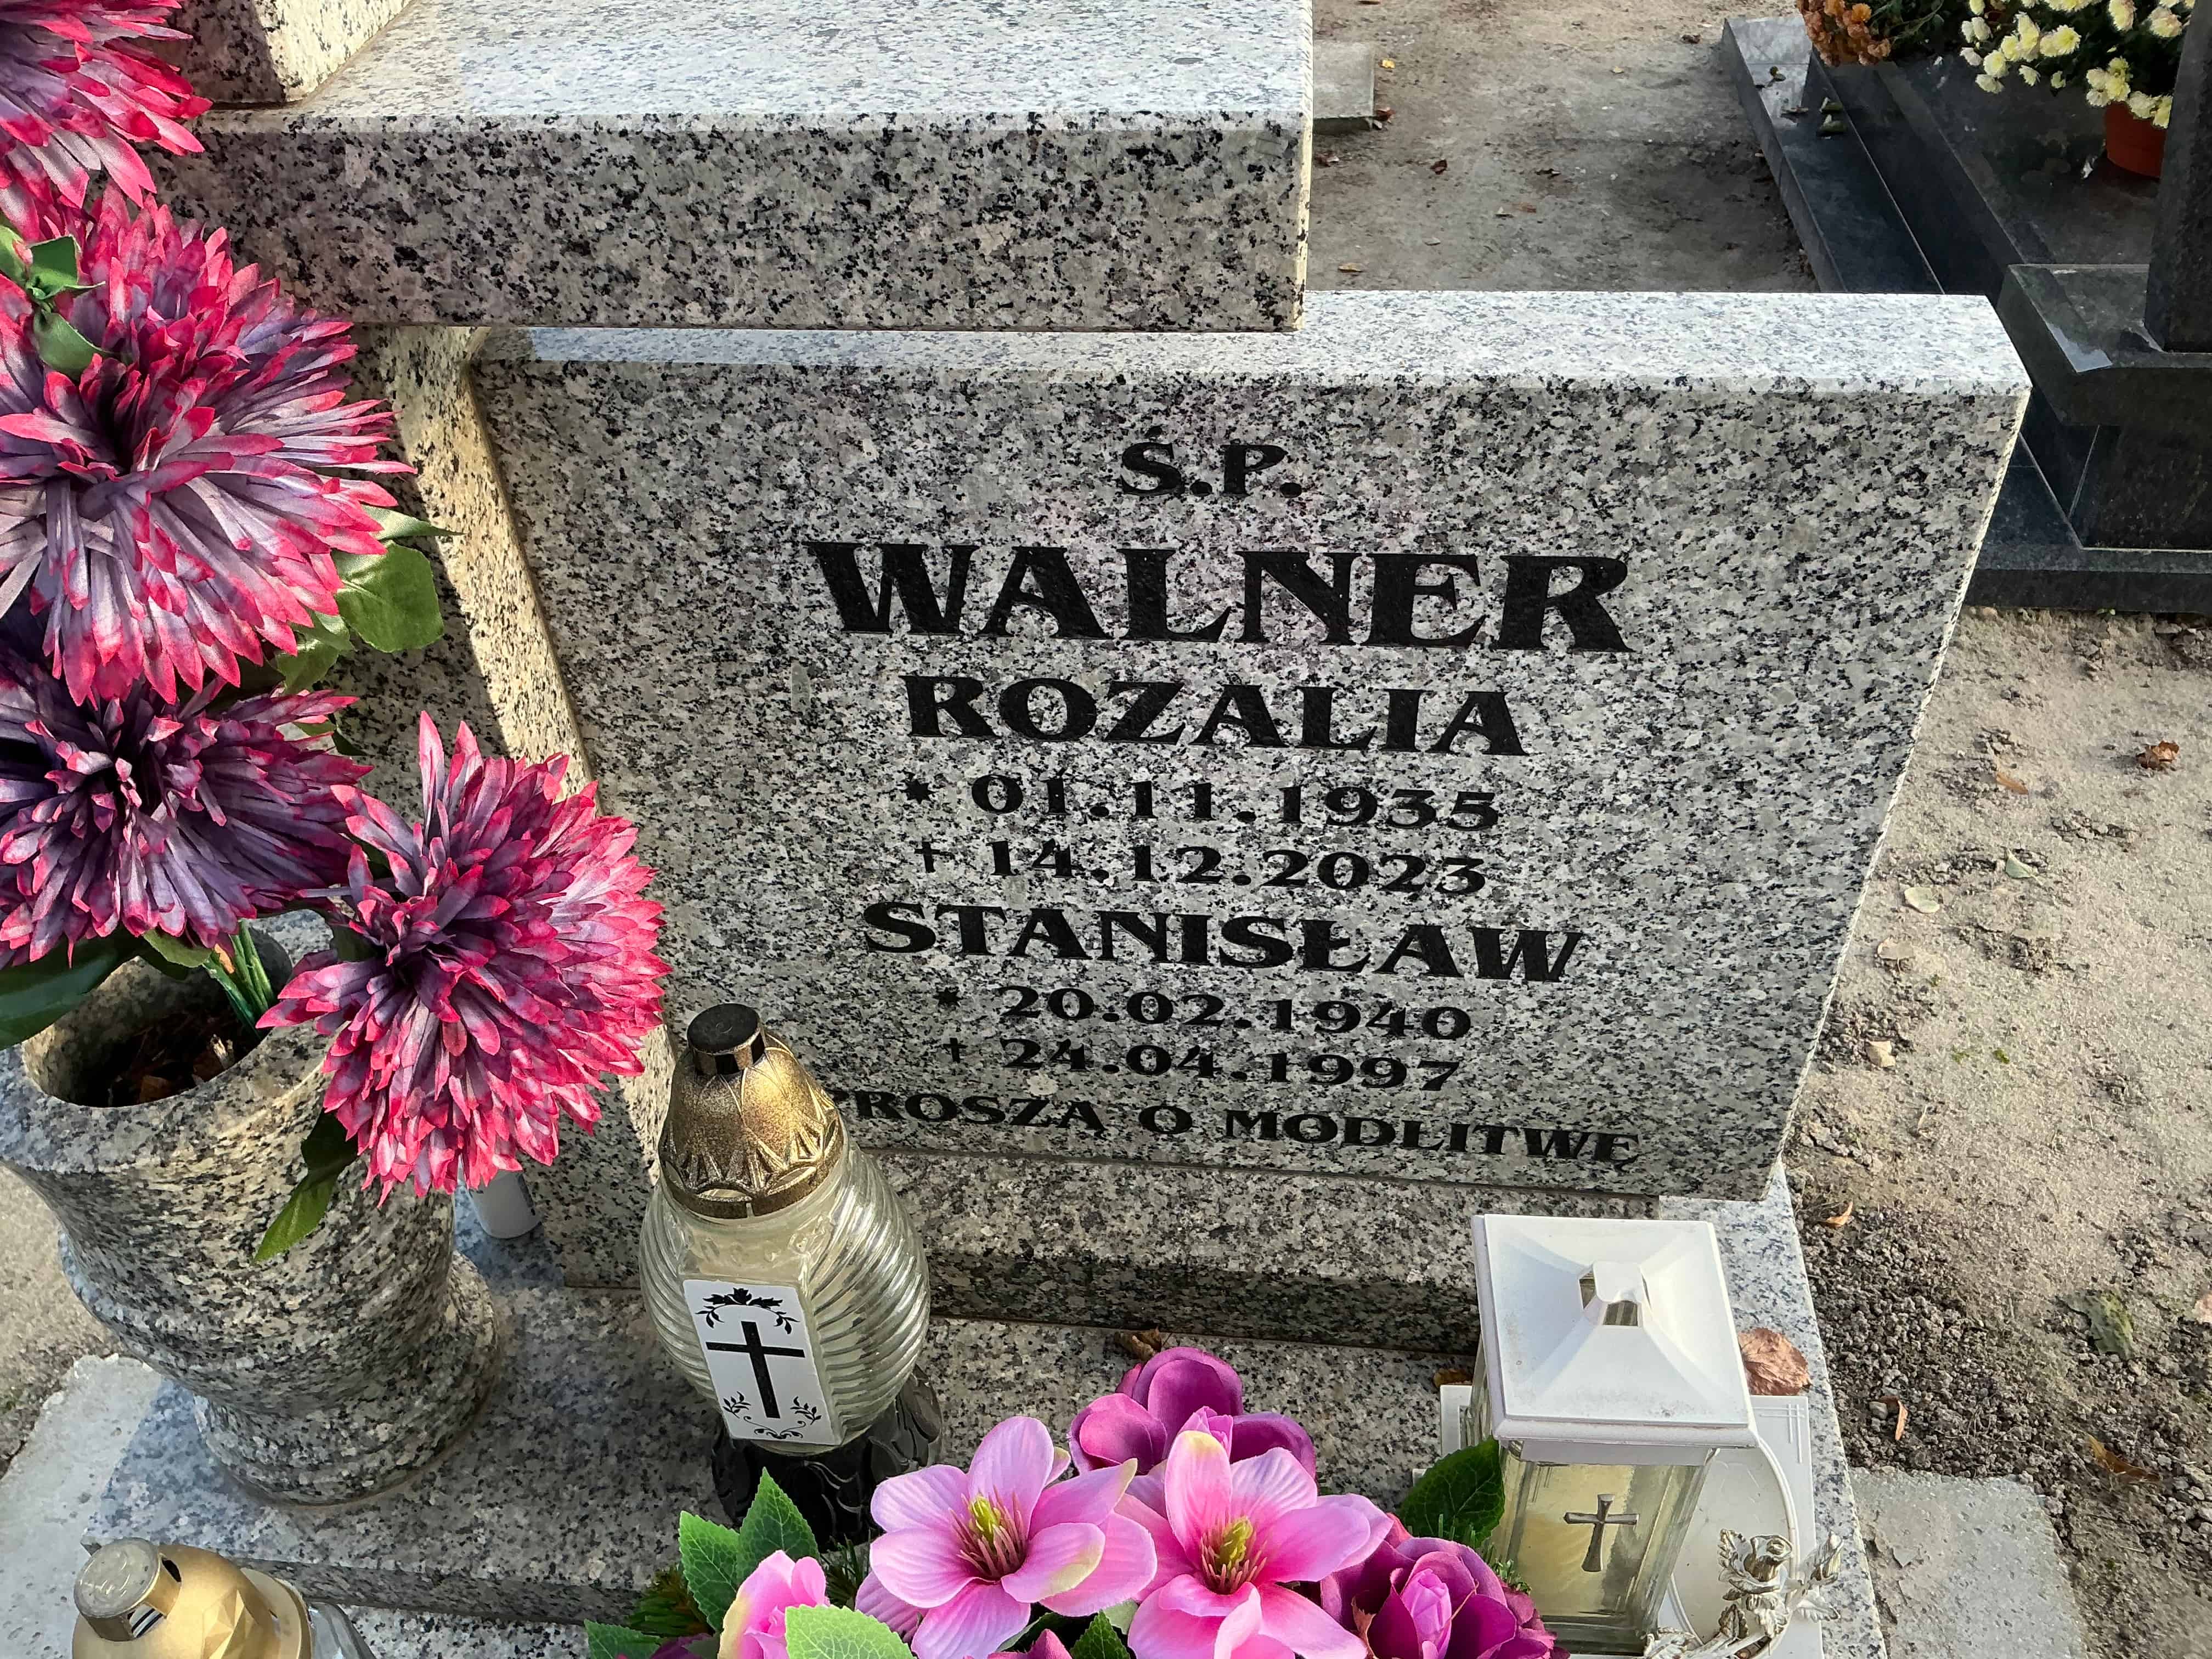 Ś.P.
WALNER
ROZALIA
* 01.11.1935
+ 14.12.2023
STANISŁAW
* 20.02.1940
+ 24.04.1997
PROSZĄ O MODLITWĘ